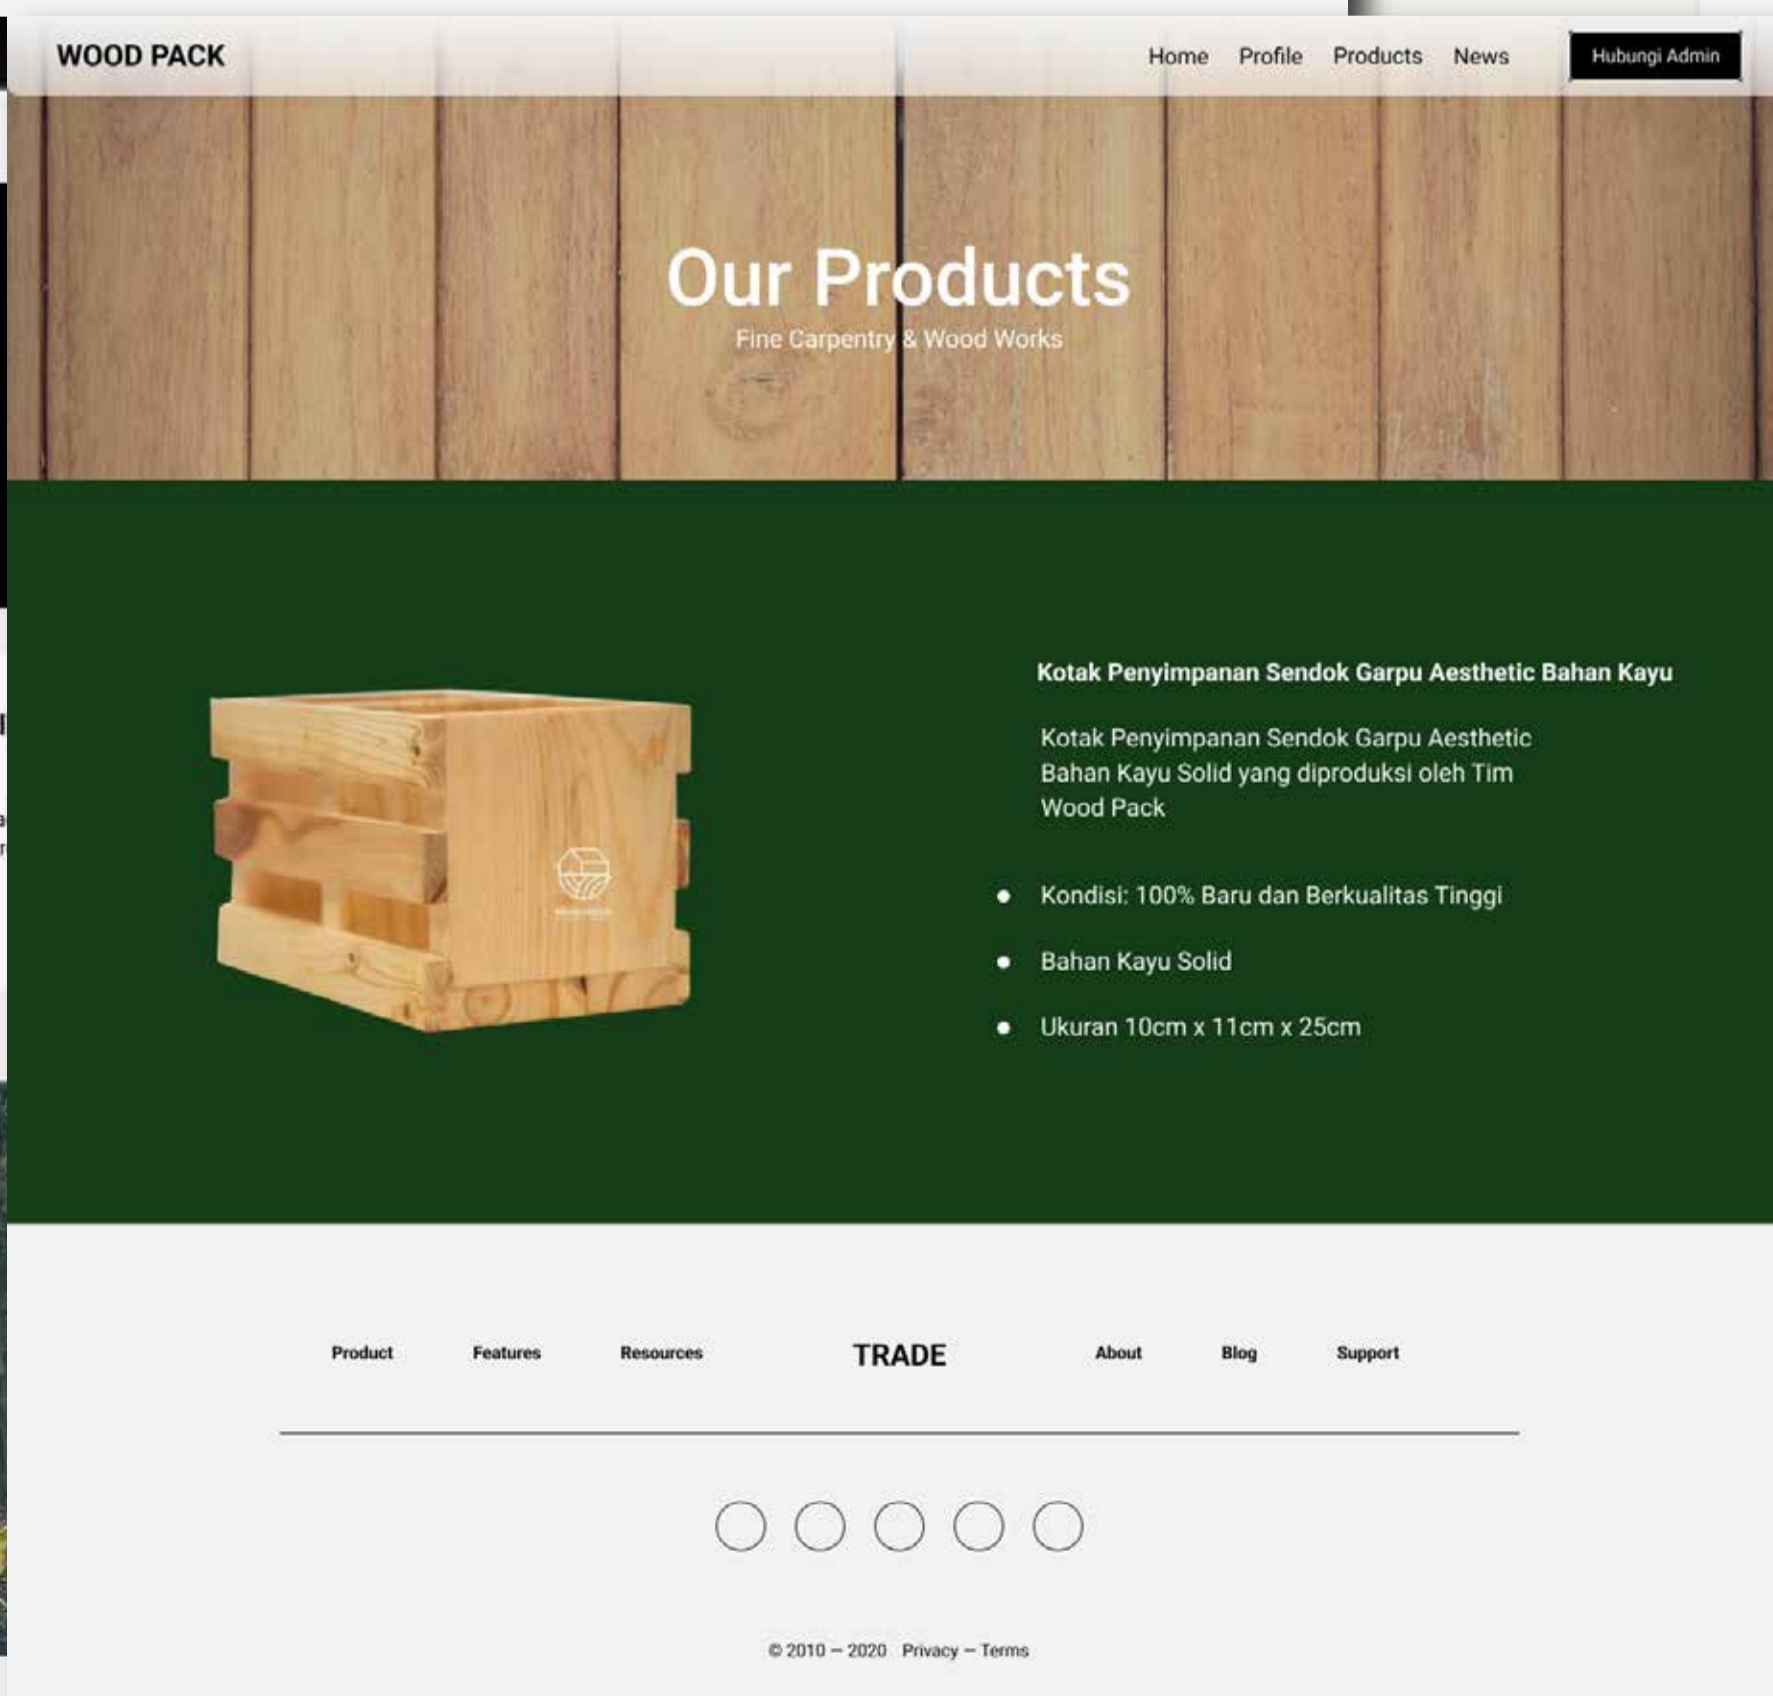 WOOD PACK
Home Profile Products News Hubungi Admin
Our Products
Fine Carpentry & Wood Works
Kotak Penyimpanan Sendok Garpu Aesthetic Bahan Kayu
Kotak Penyimpanan Sendok Garpu Aesthetic
Bahan Kayu Solid yang diproduksi oleh Tim
Wood Pack
Kondisi: 100% Baru dan Berkualitas Tinggi
Bahan Kayu Solid
Ukuran 10cm x 11cm x 25cm
Product Features Resources TRADE About Blog Support
© 2010 — 2020 Privacy — Terms